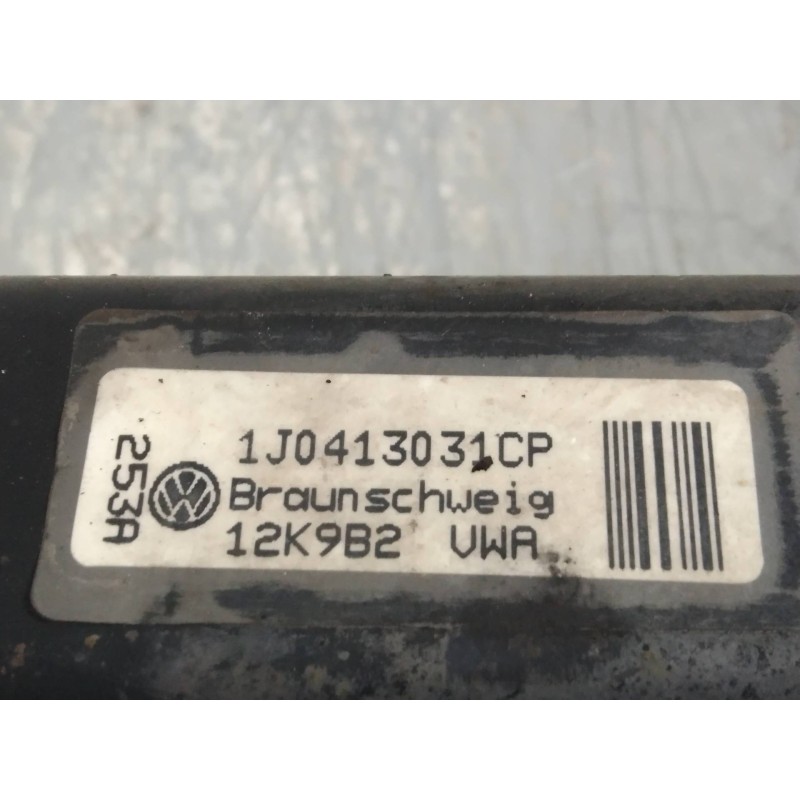 1J0413031CP
Braunschweig
12K9B2 VWA
253A